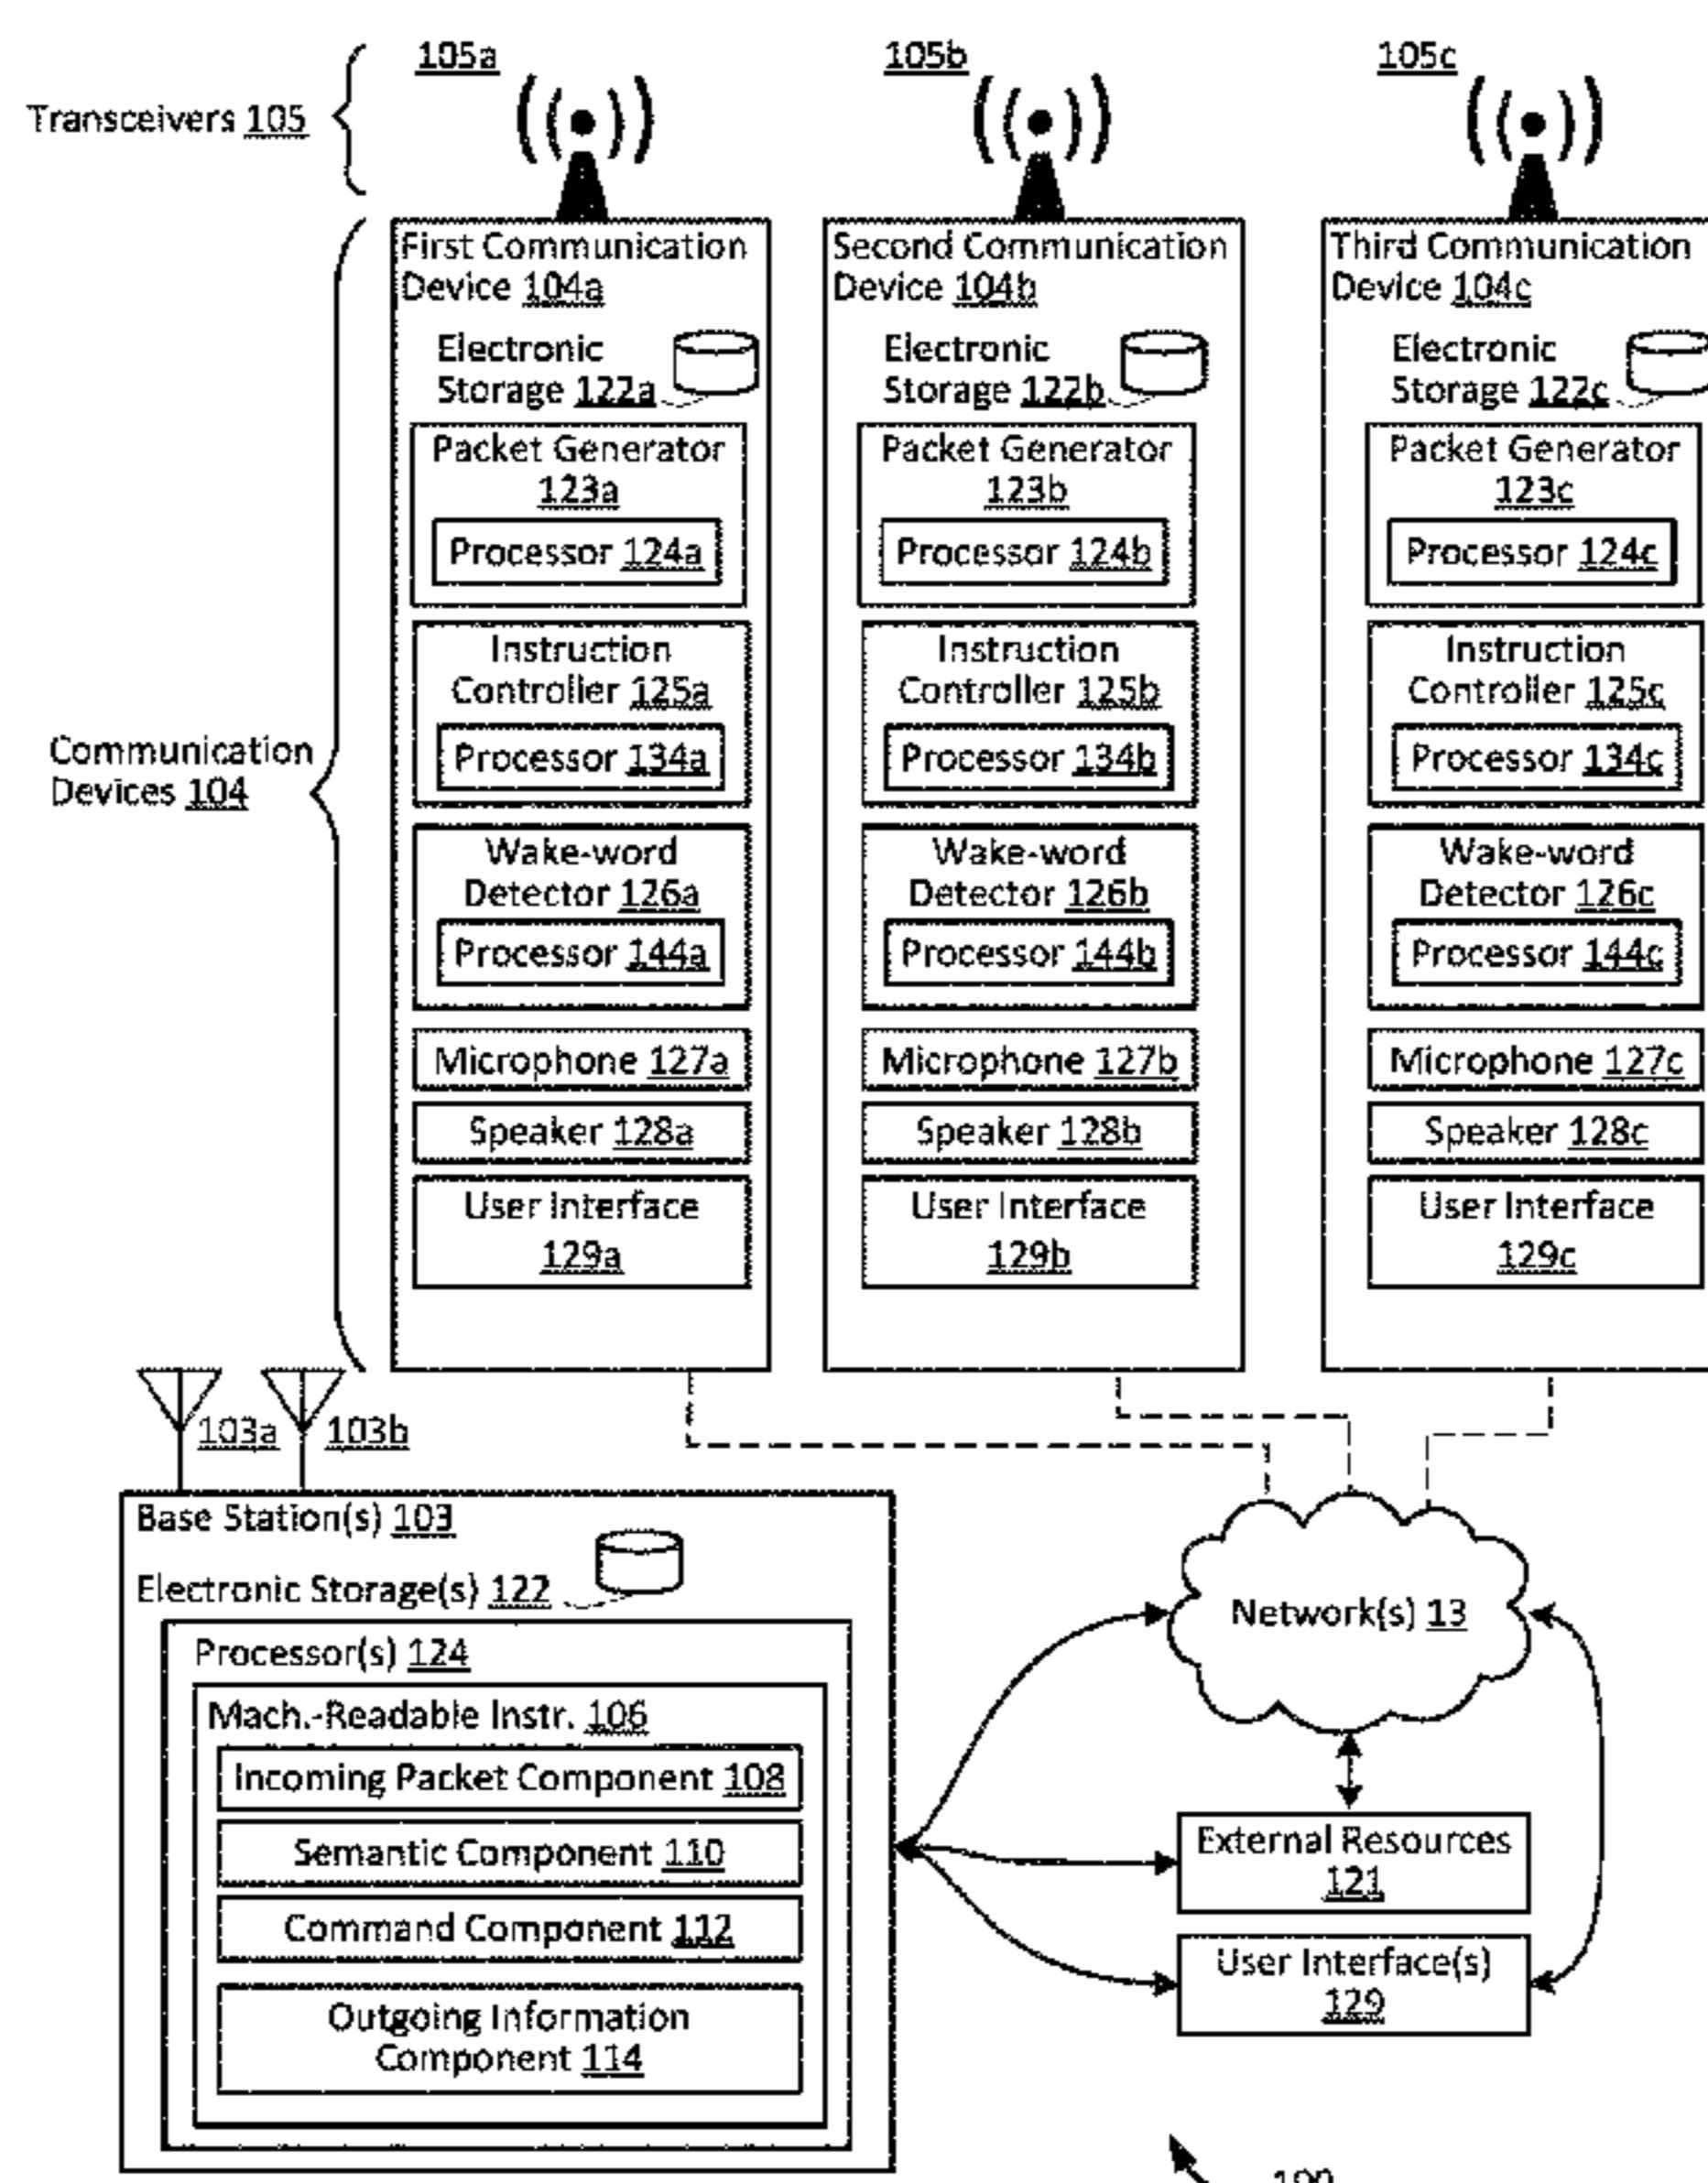 105a
105b
105c
Transceivers 105
First Communication
Device 104a
Electronic
Storage 122a
Packet Generator
123a
Processor 124a
Instruction
Controller 125a
Processor 134a
Wake-word
Detector 126a
Processor 144a
Microphone 127a
Speaker 128a
User Interface
129a
Second Communication
Device 104b
Electronic
Storage 122b
Packet Generator
123b
Processor 124b
Instruction
Controller 125b
Processor 134b
Wake-word
Detector 126b
Processor 144b
Microphone 127b
Speaker 128b
User Interface
129b
Third Communication
Device 104c
Electronic
Storage 122c
Packet Generator
123c
Processor 124c
Instruction
Controller 125c
Processor 134c
Wake-word
Detector 126c
Processor 144c
Microphone 127c
Speaker 128c
User Interface
129c
Communication
Devices 104
103a
103b
Base Station(s) 103
Electronic Storage(s) 122
Processor(s) 124
Mach.-Readable Instr. 106
Incoming Packet Component 108
Semantic Component 110
Command Component 112
Outgoing Information
Component 114
Network(s) 13
External Resources
121
User Interface(s)
129